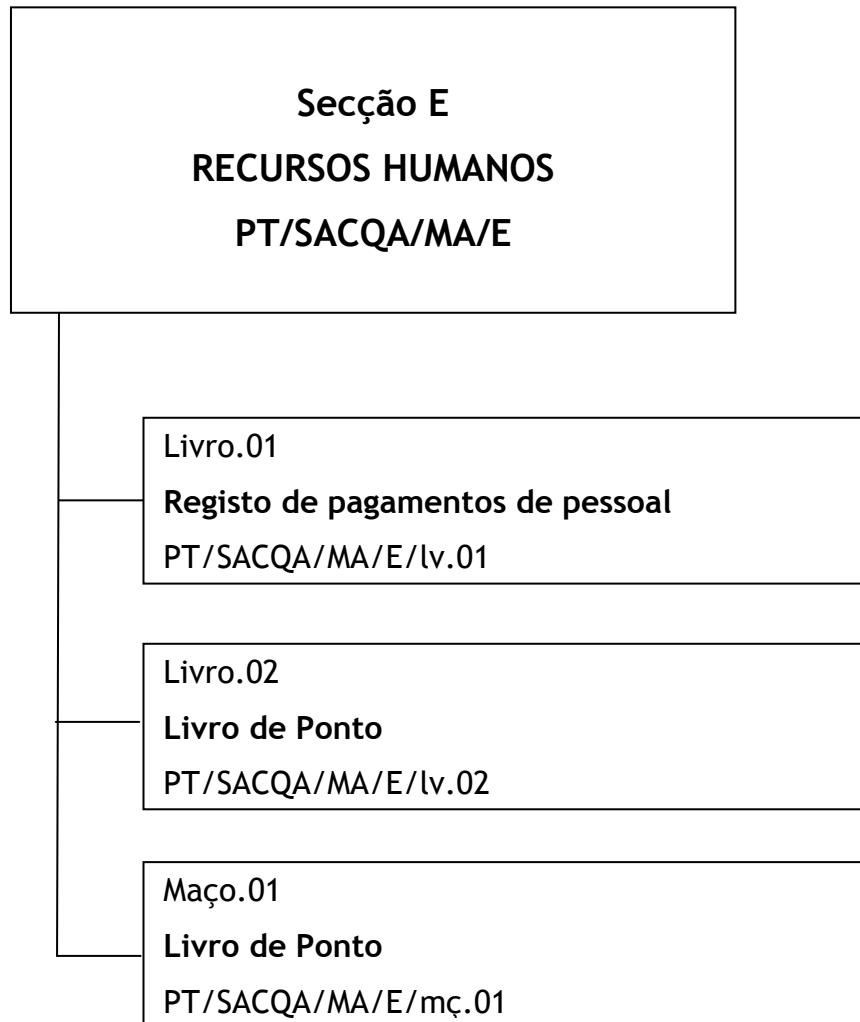 Secção E
RECURSOS HUMANOS
PT/SACQA/MA/E
Livro.01
Registo de pagamentos de pessoal
PT/SACQA/MA/E/lv.01
Livro.02
Livro de Ponto
PT/SACQA/MA/E/lv.02
Maço.01
Livro de Ponto
PT/SACQA/MA/E/mç.01